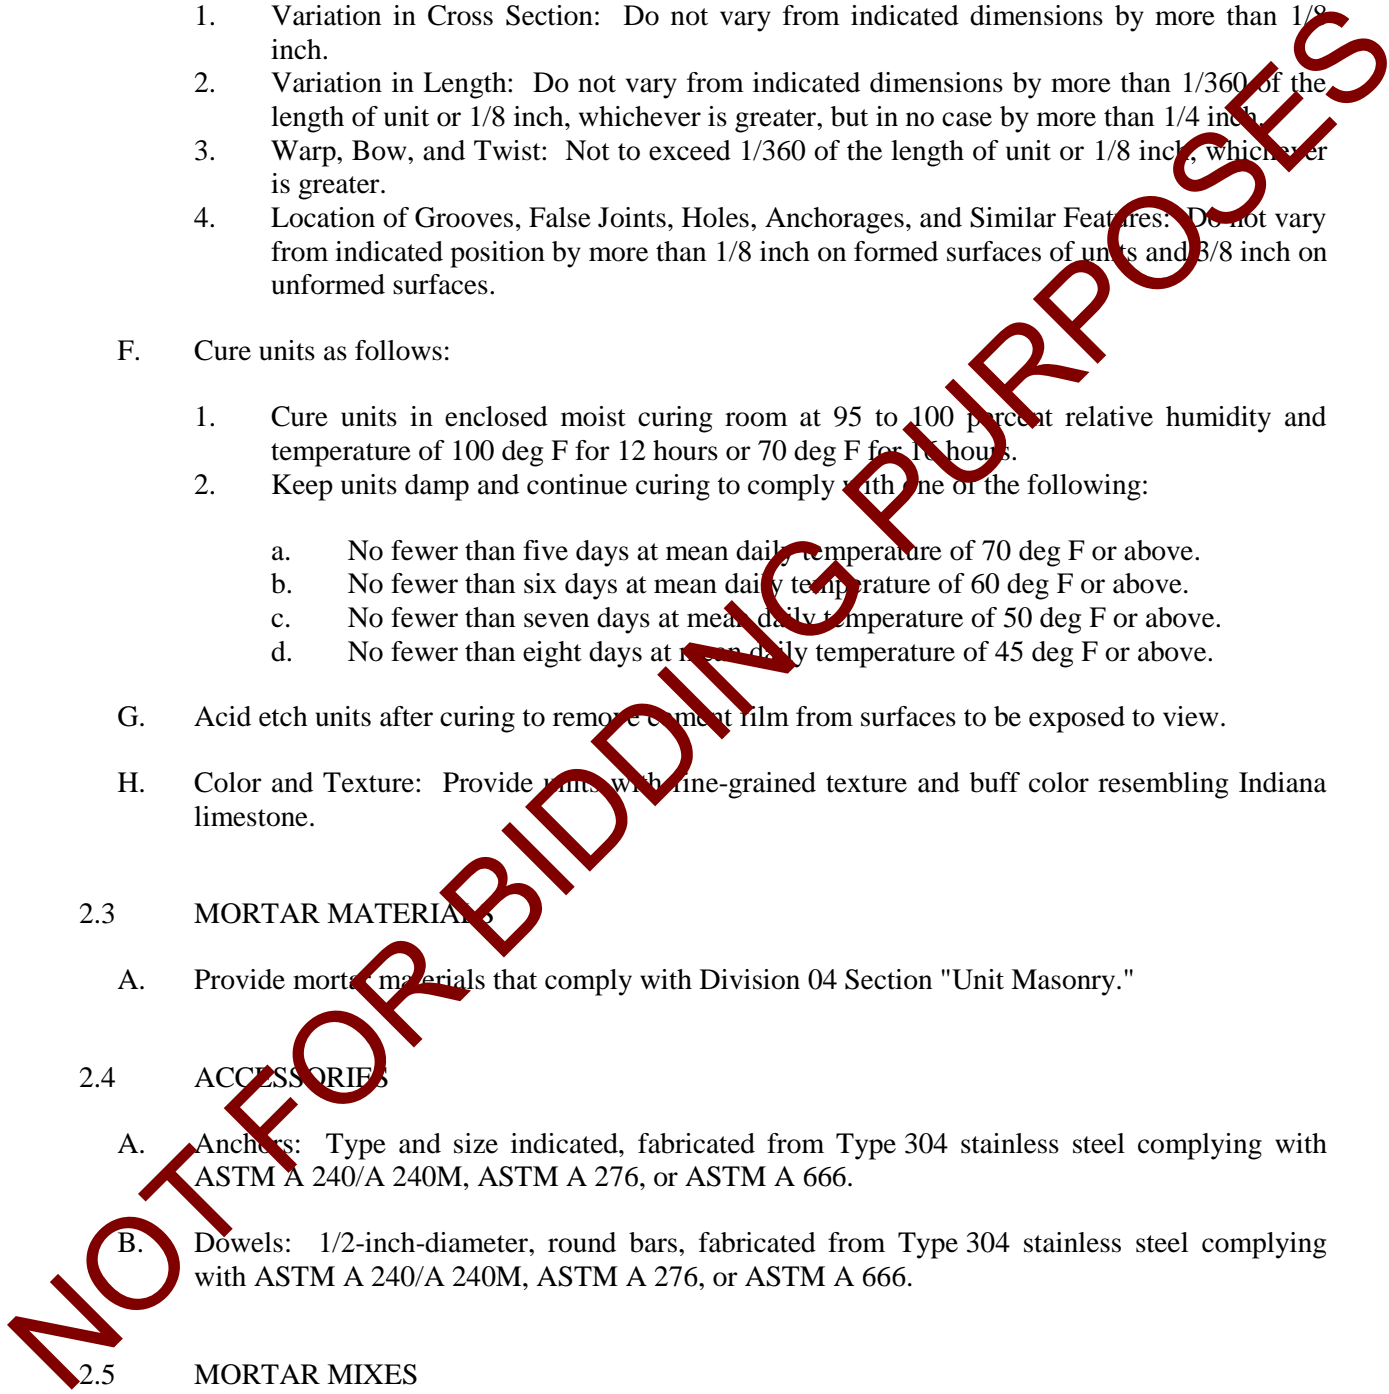 1. Variation in Cross Section: Do not vary from indicated dimensions by more than 1/8
inch.
2. Variation in Length: Do not vary from indicated dimensions by more than 1/360 of the
length of unit or 1/8 inch, whichever is greater, but in no case by more than 1/4 inch.
3. Warp, Bow, and Twist: Not to exceed 1/360 of the length of unit or 1/8 inch, whichever
is greater.
4. Location of Grooves, False Joints, Holes, Anchorages, and Similar Features: Do not vary
from indicated position by more than 1/8 inch on formed surfaces of units and 3/8 inch on
unformed surfaces.
F. Cure units as follows:
1. Cure units in enclosed moist curing room at 95 to 100 percent relative humidity and
temperature of 100 deg F for 12 hours or 70 deg F for 16 hours.
2. Keep units damp and continue curing to comply with one of the following:
a. No fewer than five days at mean daily temperature of 70 deg F or above.
b. No fewer than six days at mean daily temperature of 60 deg F or above.
c. No fewer than seven days at mean daily temperature of 50 deg F or above.
d. No fewer than eight days at mean daily temperature of 45 deg F or above.
G. Acid etch units after curing to remove cement film from surfaces to be exposed to view.
H. Color and Texture: Provide units with fine-grained texture and buff color resembling Indiana
limestone.
2.3 MORTAR MATERIALS
A. Provide mortar materials that comply with Division 04 Section "Unit Masonry."
2.4 ACCESSORIES
A. Anchors: Type and size indicated, fabricated from Type 304 stainless steel complying with
ASTM A 240/A 240M, ASTM A 276, or ASTM A 666.
B. Dowels: 1/2-inch-diameter, round bars, fabricated from Type 304 stainless steel complying
with ASTM A 240/A 240M, ASTM A 276, or ASTM A 666.
2.5 MORTAR MIXES
NOT FOR BIDDING PURPOSES